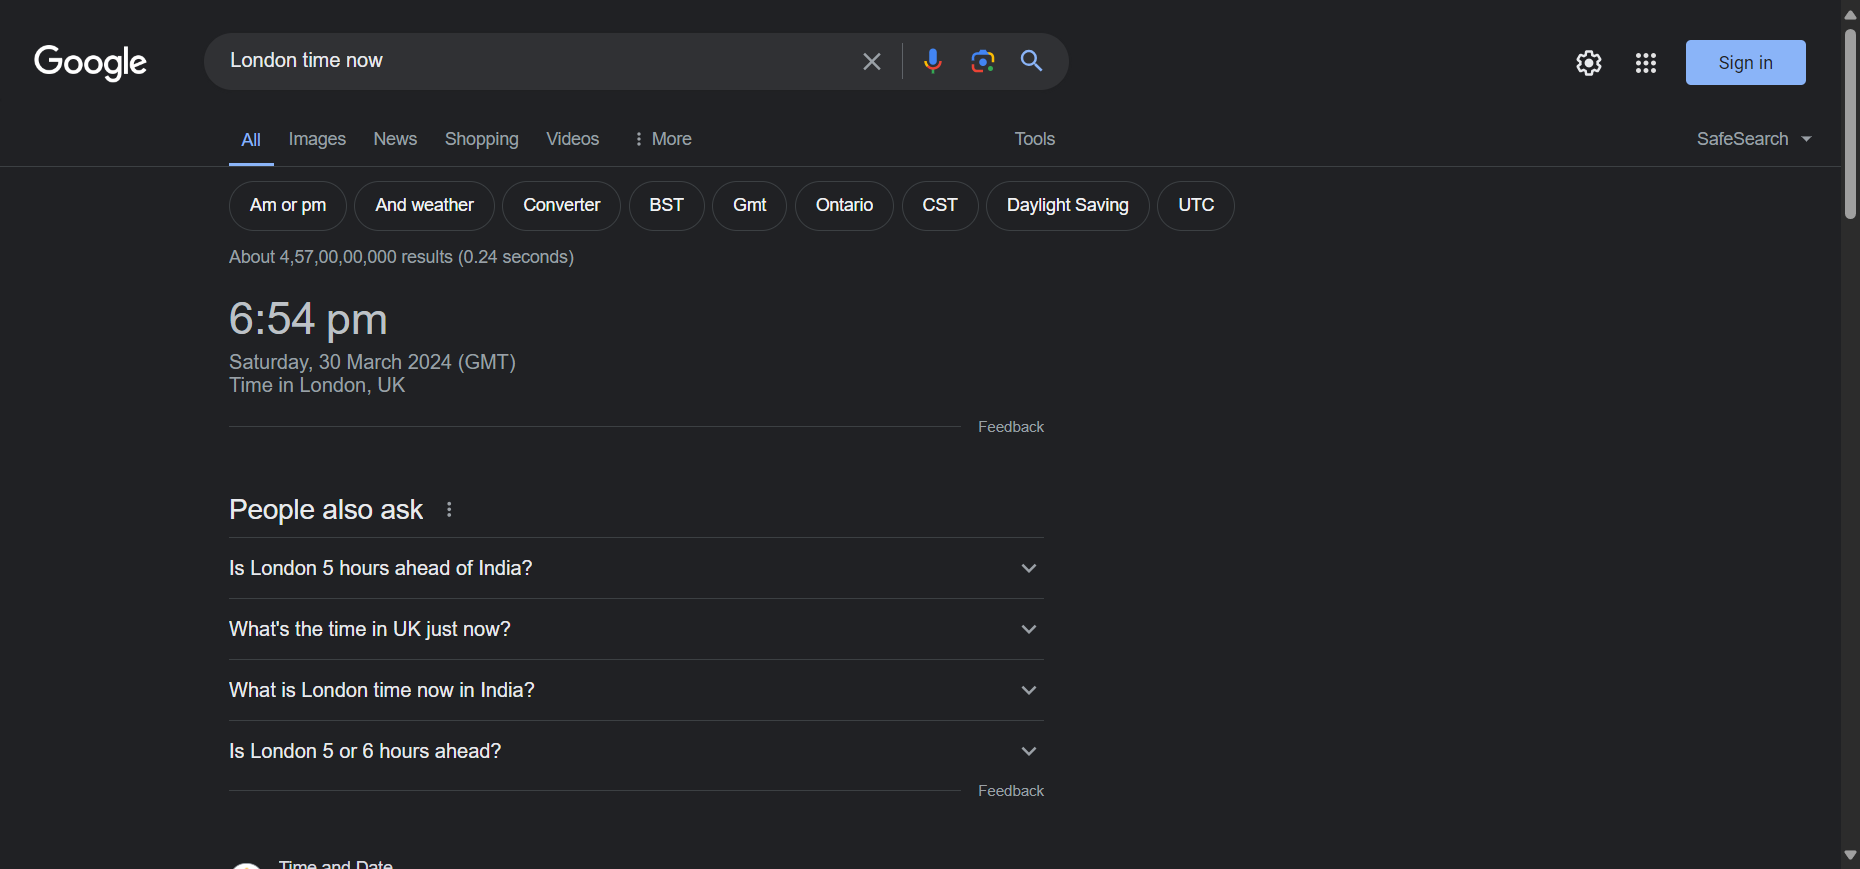 Google
London time now
Sign in
All Images News Shopping Videos More Tools SafeSearch
Am or pm And weather Converter BST Gmt Ontario CST Daylight Saving UTC
About 4,57,00,00,000 results (0.24 seconds)
6:54 pm
Saturday, 30 March 2024 (GMT)
Time in London, UK
Feedback
People also ask
Is London 5 hours ahead of India?
What's the time in UK just now?
What is London time now in India?
Is London 5 or 6 hours ahead?
Feedback
Time and Date